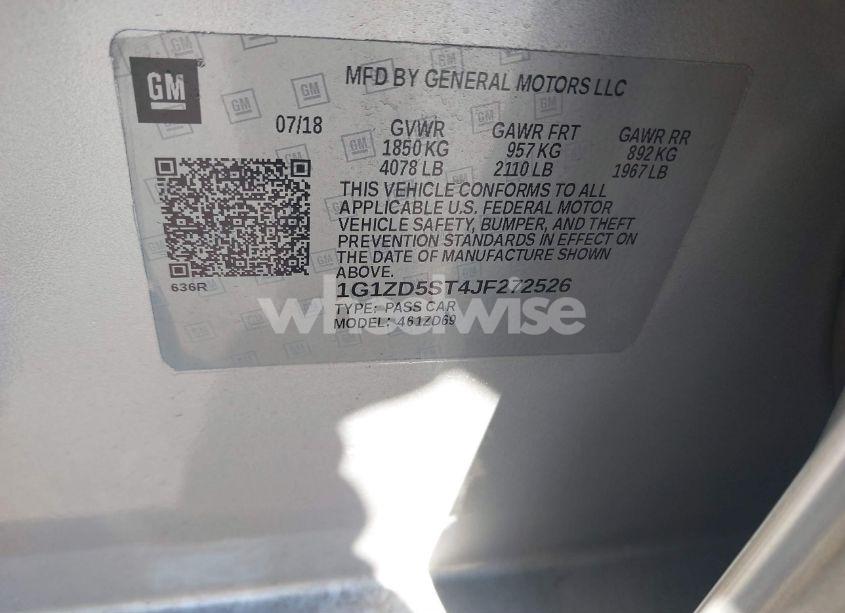 GM
MFD BY GENERAL MOTORS LLC
07/18 GVWR GAWR FRT GAWR RR
1850 KG 957 KG 892 KG
4078 LB 2110 LB 1967 LB
THIS VEHICLE CONFORMS TO ALL
APPLICABLE U.S. FEDERAL MOTOR
VEHICLE SAFETY, BUMPER, AND THEFT
PREVENTION STANDARDS IN EFFECT ON
THE DATE OF MANUFACTURE SHOWN
ABOVE.
636R
1G1ZD5ST4JF272526
TYPE: PASS CAR
MODEL: 461ZD69
wheelwise